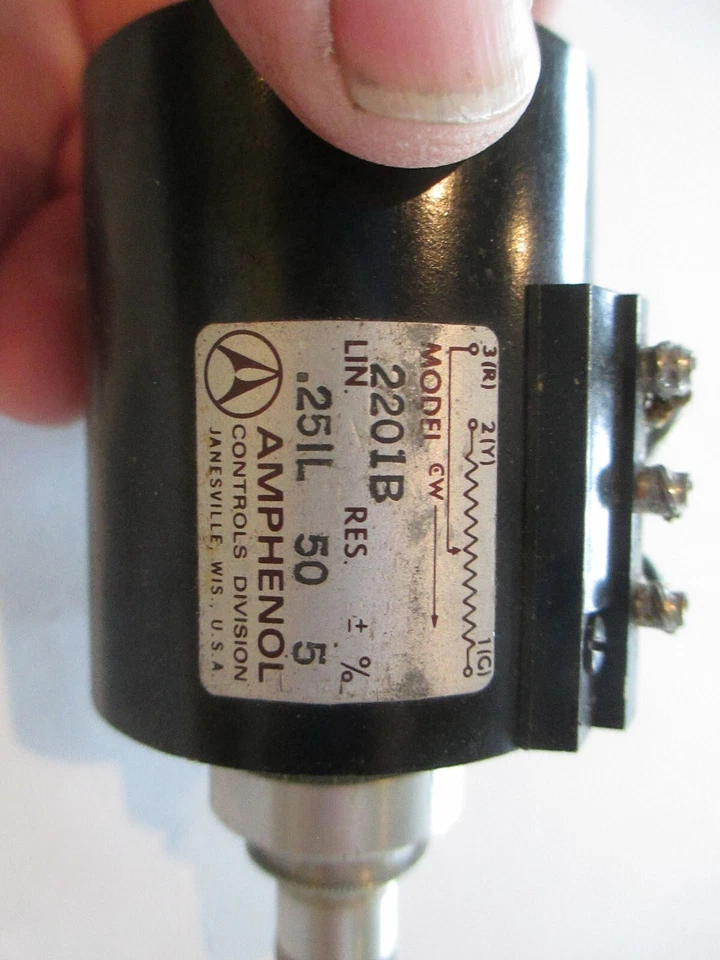 3(R) 2(Y) 1(G)
MODEL CW
2201B
LIN. RES. ± %
.25IL 50 5
AMPHENOL
CONTROLS DIVISION
JANESVILLE, WIS., U.S.A.